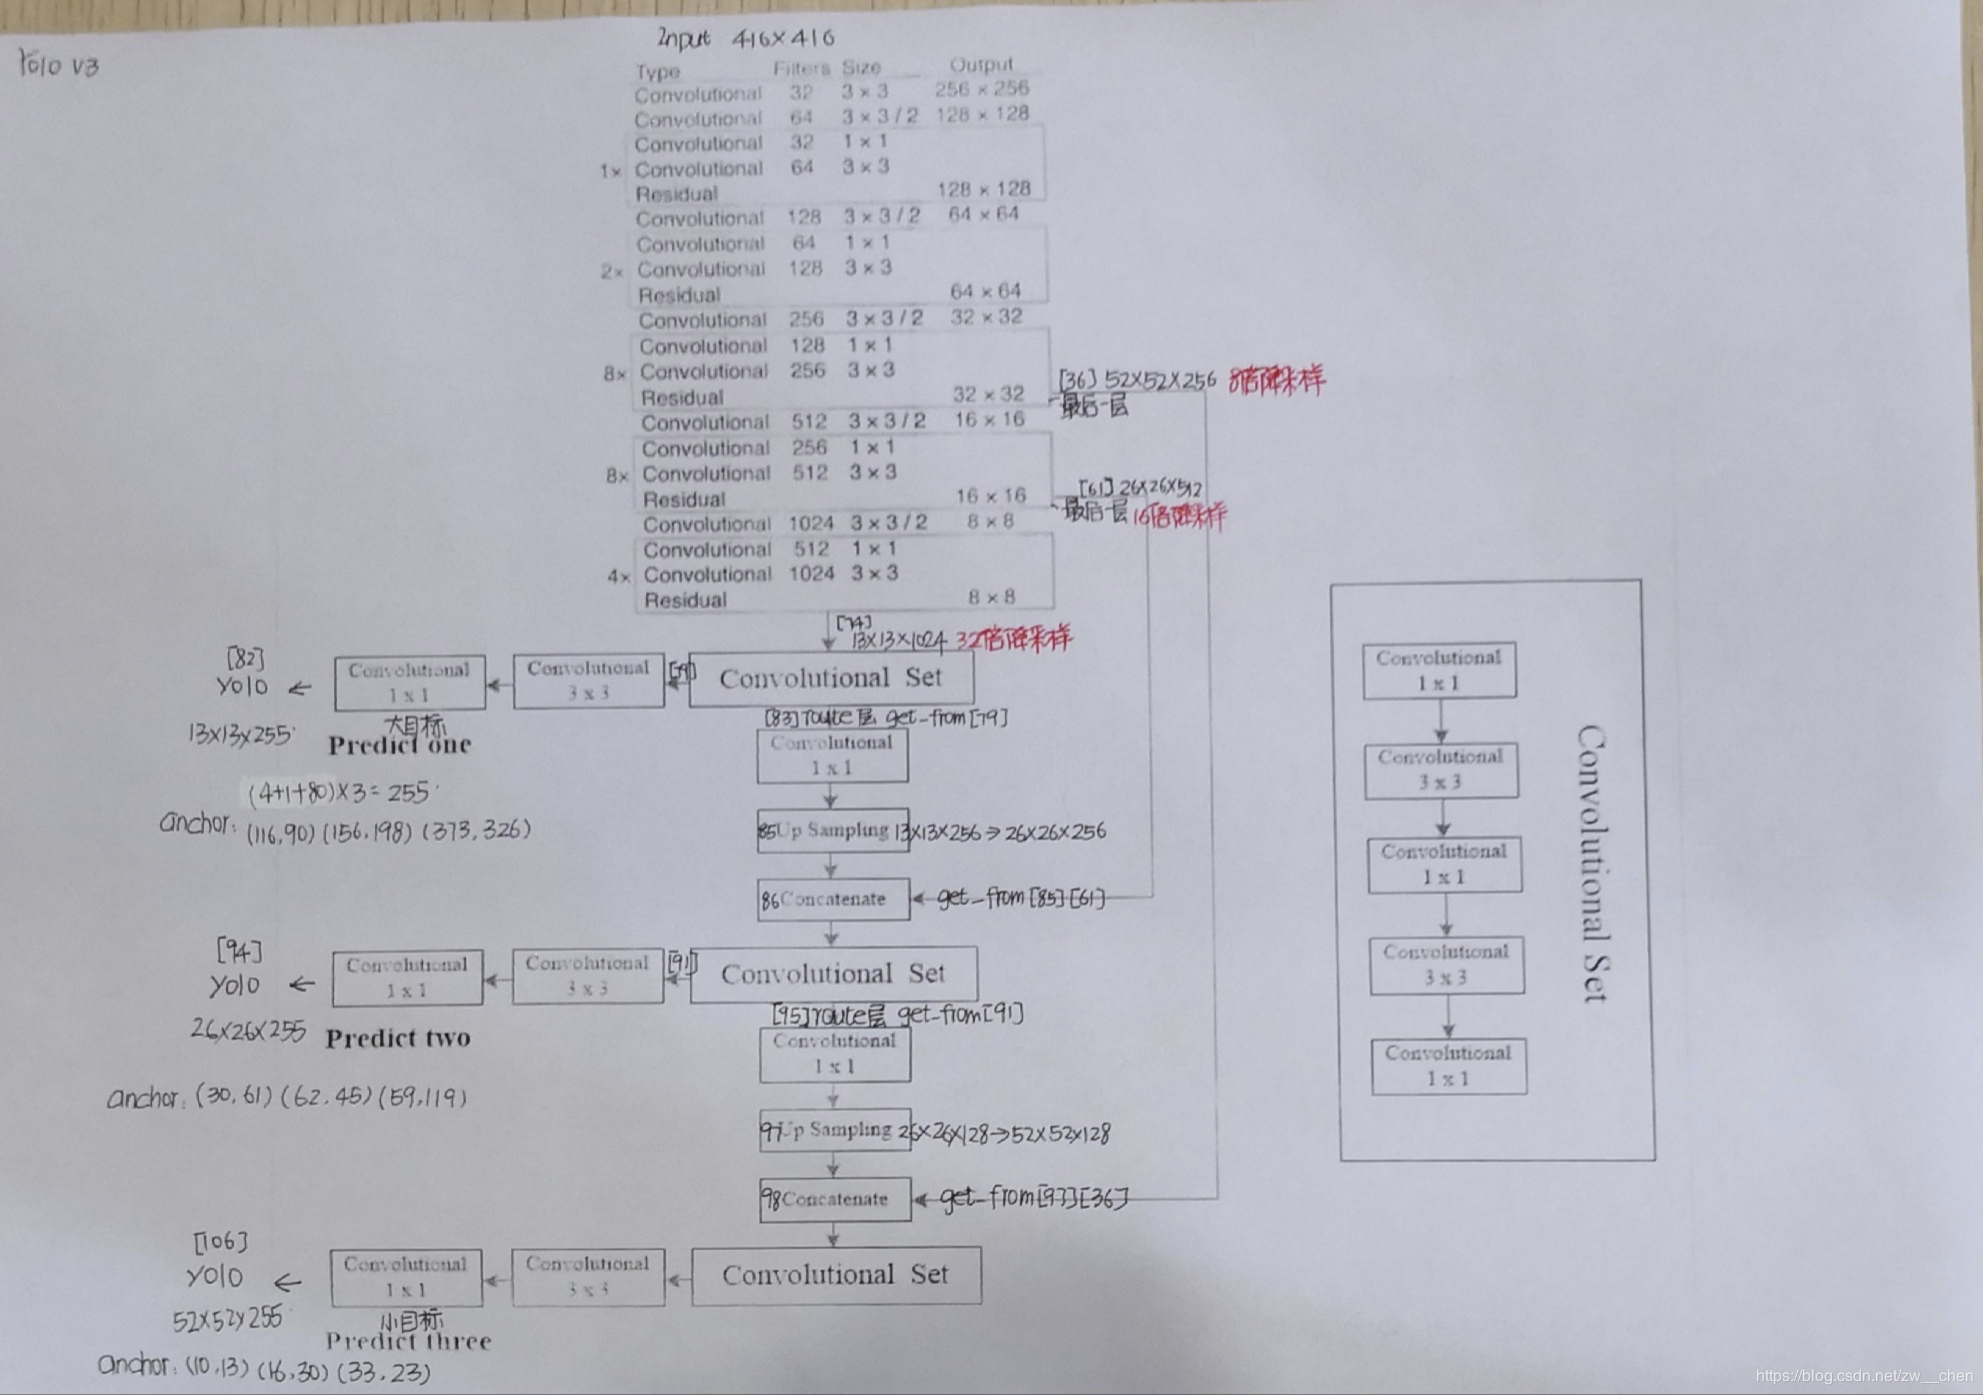 Yolo v3
Input 416×416
Type Filters Size Output
Convolutional 32 3 × 3 256 × 256
Convolutional 64 3 × 3 / 2 128 × 128
Convolutional 32 1 × 1
1× Convolutional 64 3 × 3
Residual 128 × 128
Convolutional 128 3 × 3 / 2 64 × 64
Convolutional 64 1 × 1
2× Convolutional 128 3 × 3
Residual 64 × 64
Convolutional 256 3 × 3 / 2 32 × 32
Convolutional 128 1 × 1
8× Convolutional 256 3 × 3
Residual 32 × 32
[36] 52×52×256 8倍降采样
最后一层
Convolutional 512 3 × 3 / 2 16 × 16
Convolutional 256 1 × 1
8× Convolutional 512 3 × 3
Residual 16 × 16
[61] 26×26×512
最后一层 16倍降采样
Convolutional 1024 3 × 3 / 2 8 × 8
Convolutional 512 1 × 1
4× Convolutional 1024 3 × 3
Residual 8 × 8
[74]
13×13×1024 32倍降采样
[82]
Yolo ←
13×13×255
Convolutional
1 x 1
Convolutional
3 x 3
[79]
Convolutional Set
大目标
Predict one
(4+1+80)×3=255
anchor: (116,90) (156,198) (373,326)
[83]route层 get-from[79]
Convolutional
1 x 1
85Up Sampling 13×13×256→26×26×256
86Concatenate
get-from[85][61]
[94]
Yolo ←
26×26×255
Convolutional
1 x 1
Convolutional
3 x 3
[91]
Convolutional Set
Predict two
anchor: (30,61) (62,45) (59,119)
[95]route层 get-from[91]
Convolutional
1 x 1
97Up Sampling 26×26×128→52×52×128
98Concatenate
get-from[97][36]
[106]
Yolo ←
52×52×255
Convolutional
1 x 1
Convolutional
3 x 3
Convolutional Set
小目标
Predict three
anchor: (10,13) (16,30) (33,23)
Convolutional
1 x 1
Convolutional
3 x 3
Convolutional
1 x 1
Convolutional
3 x 3
Convolutional
1 x 1
Convolutional Set
https://blog.csdn.net/zw__chen